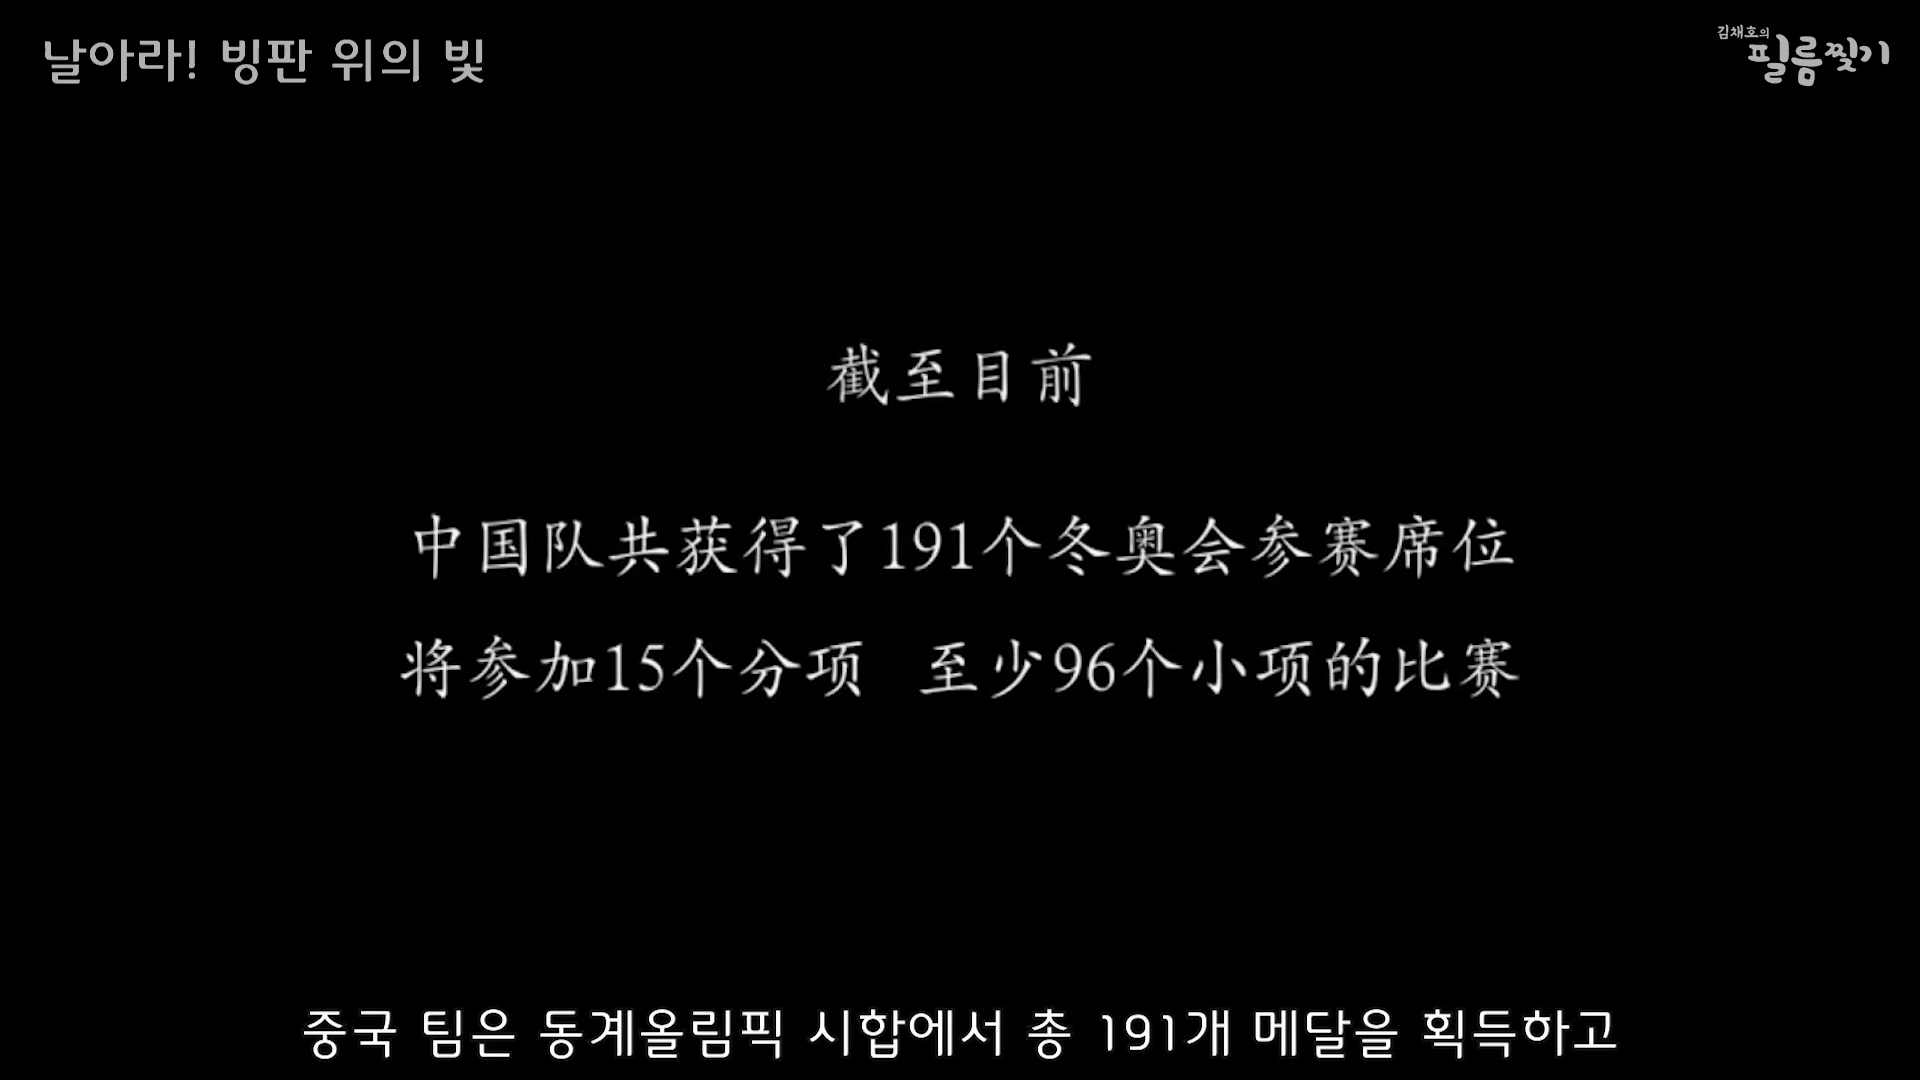 날아라! 빙판 위의 빛
김채호의
필름찢기
截至目前
中国队共获得了191个冬奥会参赛席位
将参加15个分项 至少96个小项的比赛
중국 팀은 동계올림픽 시합에서 총 191개 메달을 획득하고